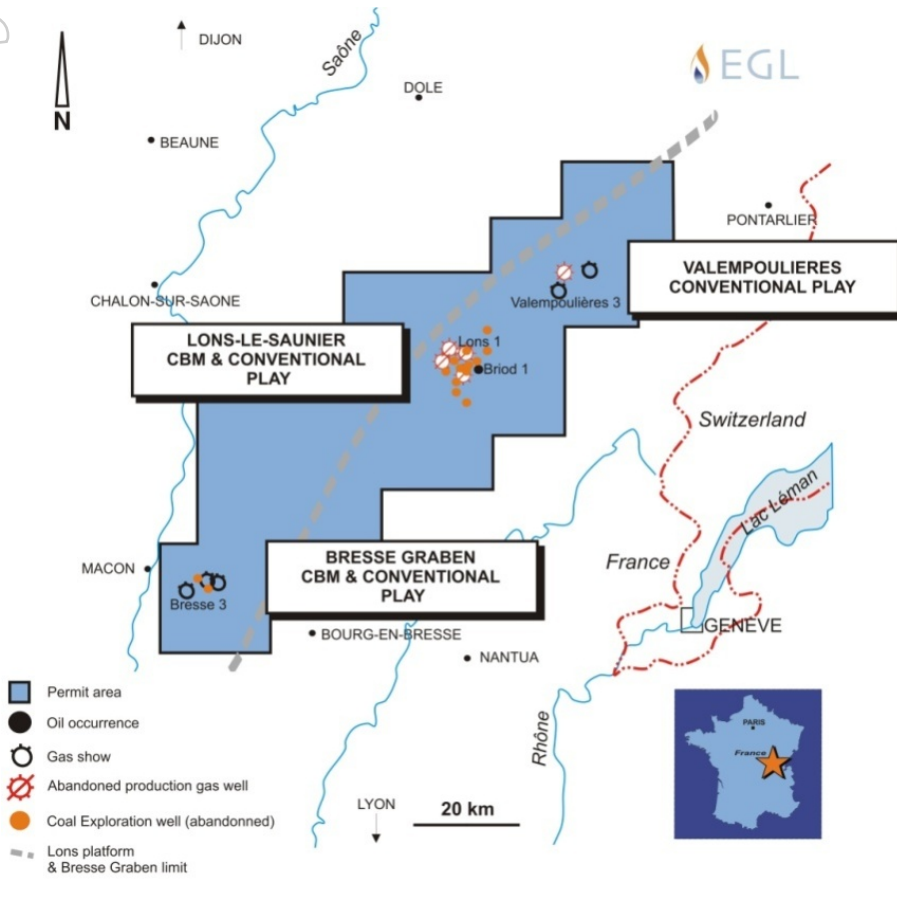 DIJON
Saône
DOLE
EGL
N
BEAUNE
PONTARLIER
VALEMPOULIERES
CONVENTIONAL PLAY
CHALON-SUR-SAONE
Valempoulières 3
LONS-LE-SAUNIER
CBM & CONVENTIONAL
PLAY
Lons 1
Briod 1
Switzerland
Lac Léman
France
BRESSE GRABEN
CBM & CONVENTIONAL
PLAY
MACON
Bresse 3
GENEVE
BOURG-EN-BRESSE
NANTUA
Rhône
Permit area
Oil occurrence
Gas show
Abandoned production gas well
Coal Exploration well (abandonned)
Lons platform
& Bresse Graben limit
LYON
20 km
PARIS
France